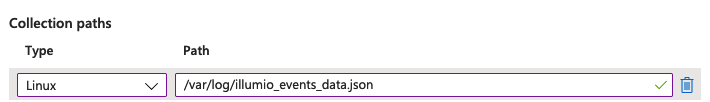 Collection paths
Type Path
Linux /var/log/illumio_events_data.json